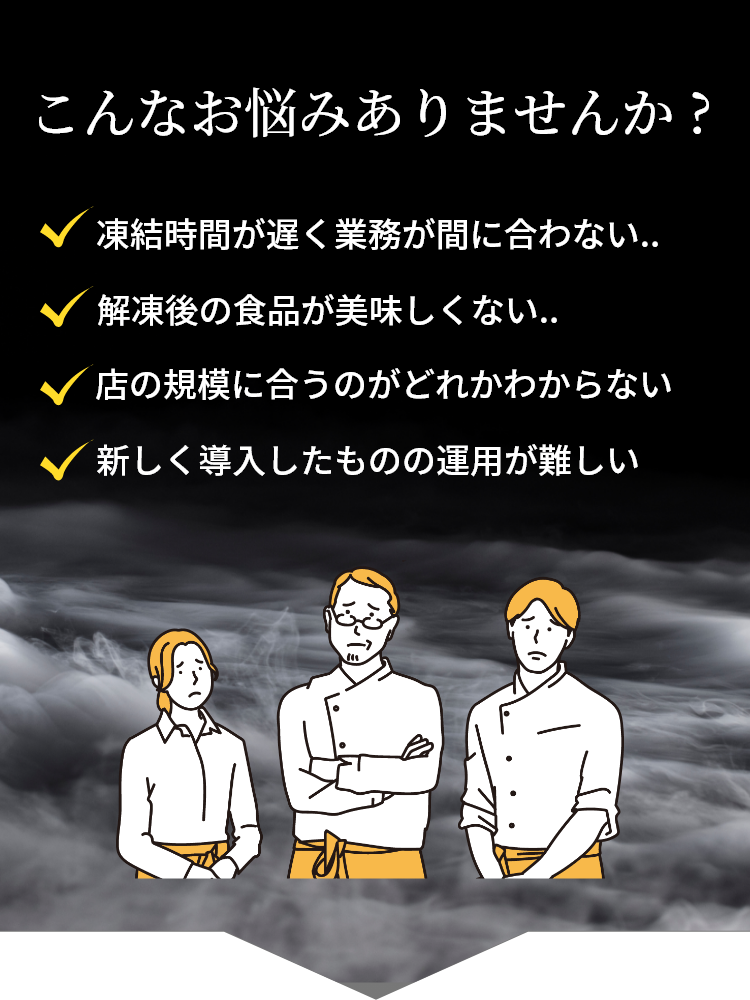 こんなお悩みありませんか？
凍結時間が遅く業務が間に合わない..
解凍後の食品が美味しくない..
店の規模に合うのがどれかわからない
新しく導入したものの運用が難しい